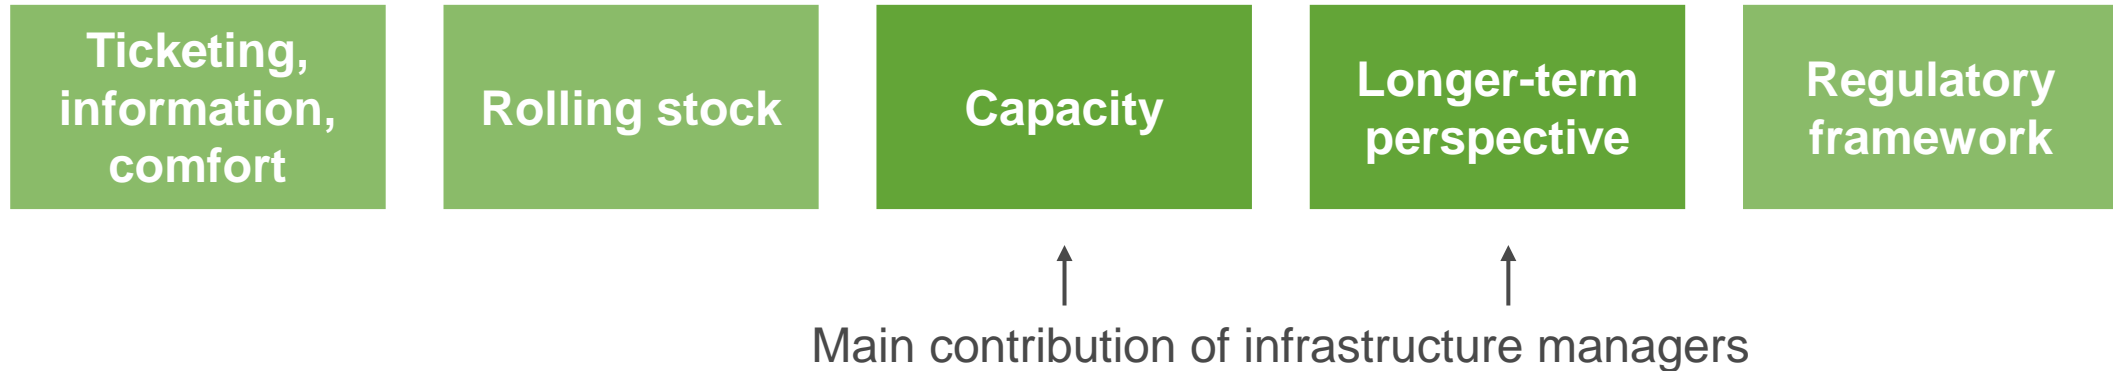 Ticketing,
information,
comfort
Rolling stock
Capacity
Longer-term
perspective
Regulatory
framework
Main contribution of infrastructure managers